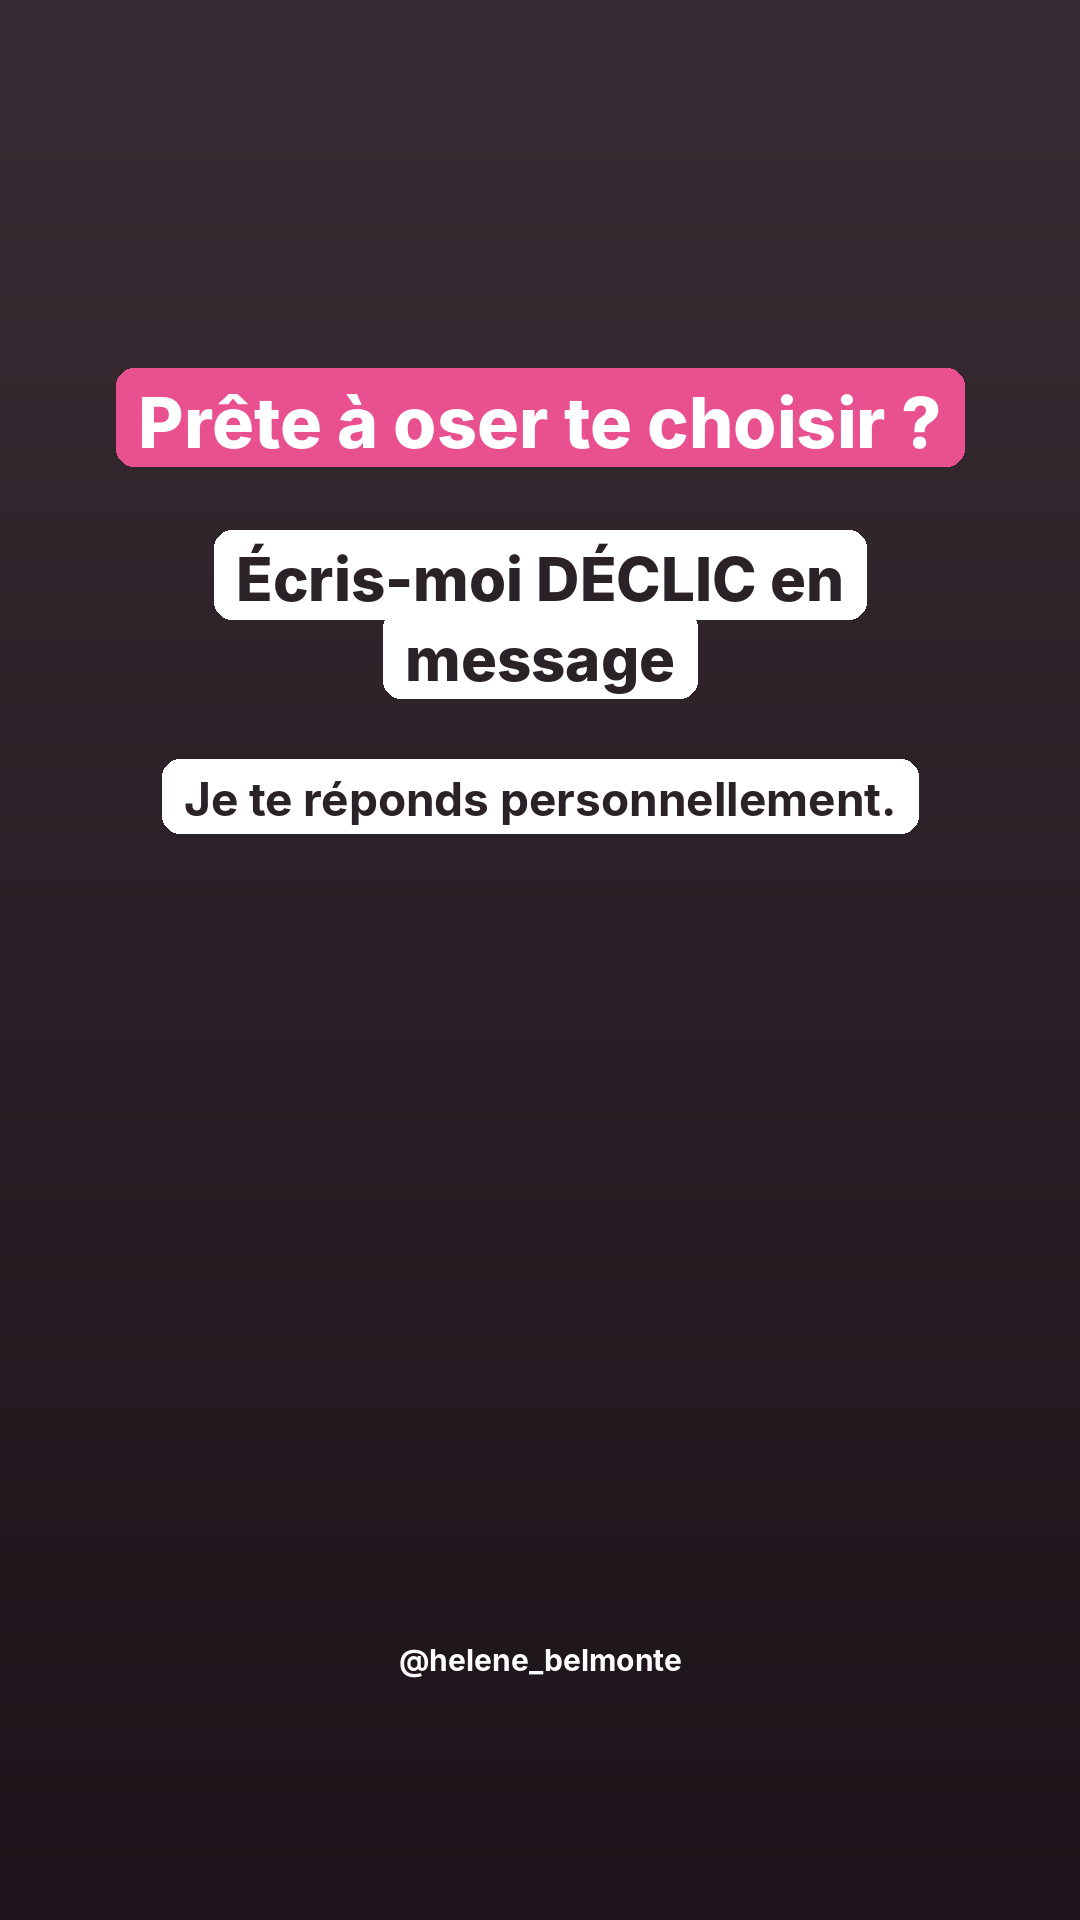 Prête à oser te choisir ?
Écris-moi DÉCLIC en
message
Je te réponds personnellement.
@helene_belmonte